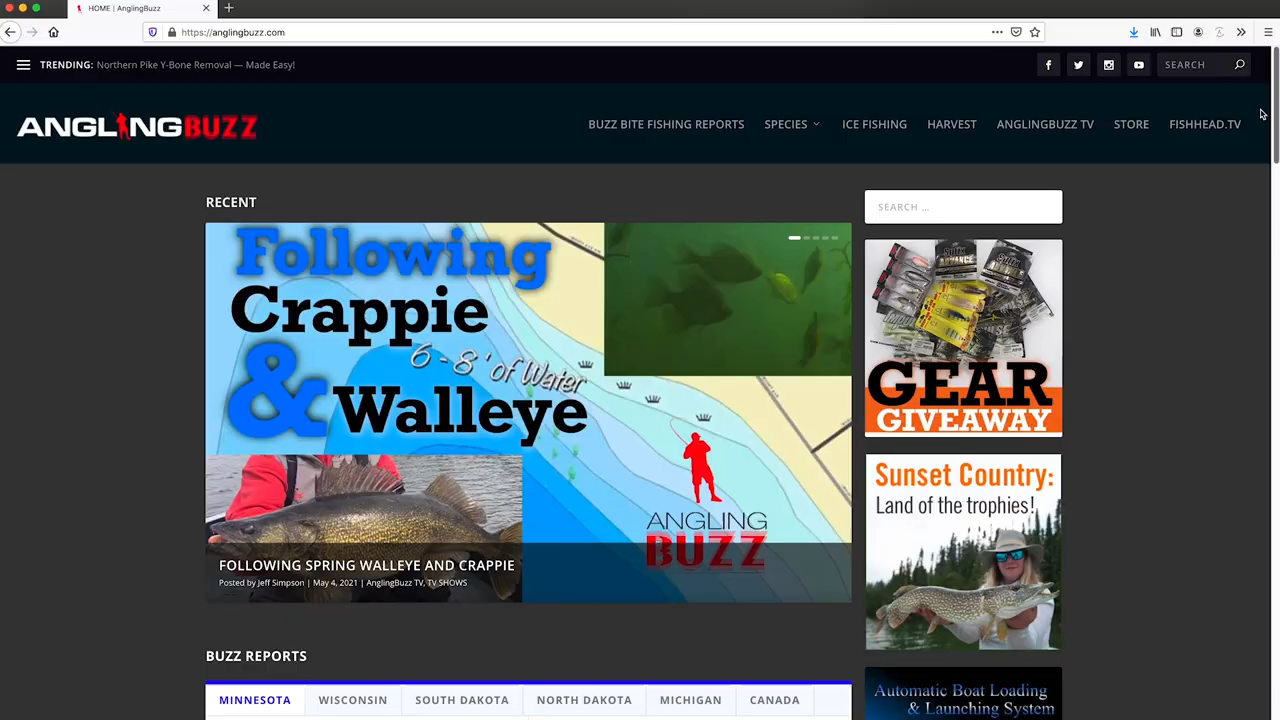 HOME | AnglingBuzz
https://anglingbuzz.com
TRENDING: Northern Pike Y-Bone Removal — Made Easy!
SEARCH
ANGLINGBUZZ
BUZZ BITE FISHING REPORTS SPECIES ICE FISHING HARVEST ANGLINGBUZZ TV STORE FISHHEAD.TV
RECENT
SEARCH …
Following
Crappie
6 - 8' of Water
& Walleye
ANGLING
BUZZ
FOLLOWING SPRING WALLEYE AND CRAPPIE
Posted by Jeff Simpson | May 4, 2021 | AnglingBuzz TV, TV SHOWS
GEAR
GIVEAWAY
Sunset Country:
Land of the trophies!
BUZZ REPORTS
MINNESOTA WISCONSIN SOUTH DAKOTA NORTH DAKOTA MICHIGAN CANADA
Automatic Boat Loading
& Launching System